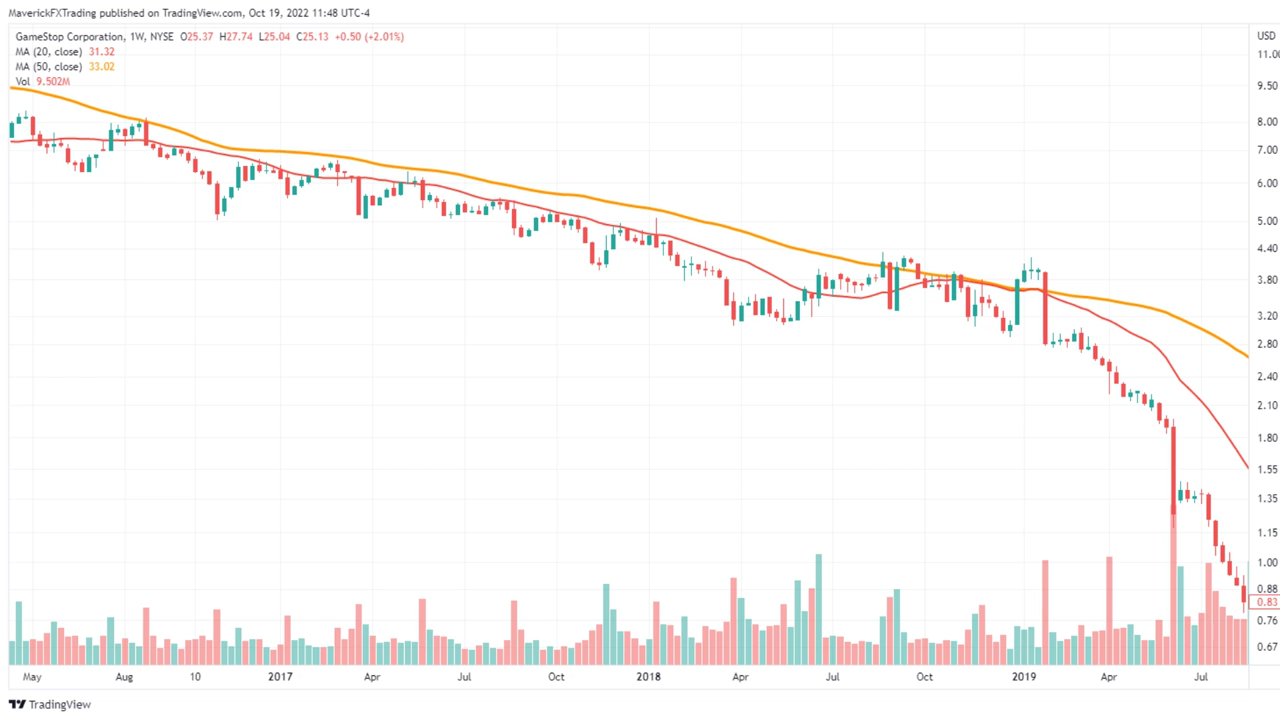 MaverickFXTrading published on TradingView.com, Oct 19, 2022 11:48 UTC-4
GameStop Corporation, 1W, NYSE O25.37 H27.74 L25.04 C25.13 +0.50 (+2.01%)
MA (20, close) 31.32
MA (50, close) 33.02
Vol 9.502M
USD
11.00
9.50
8.00
7.00
6.00
5.00
4.40
3.80
3.20
2.80
2.40
2.10
1.80
1.55
1.35
1.15
1.00
0.88
0.83
0.76
0.67
May Aug 10 2017 Apr Jul Oct 2018 Apr Jul Oct 2019 Apr Jul
TradingView